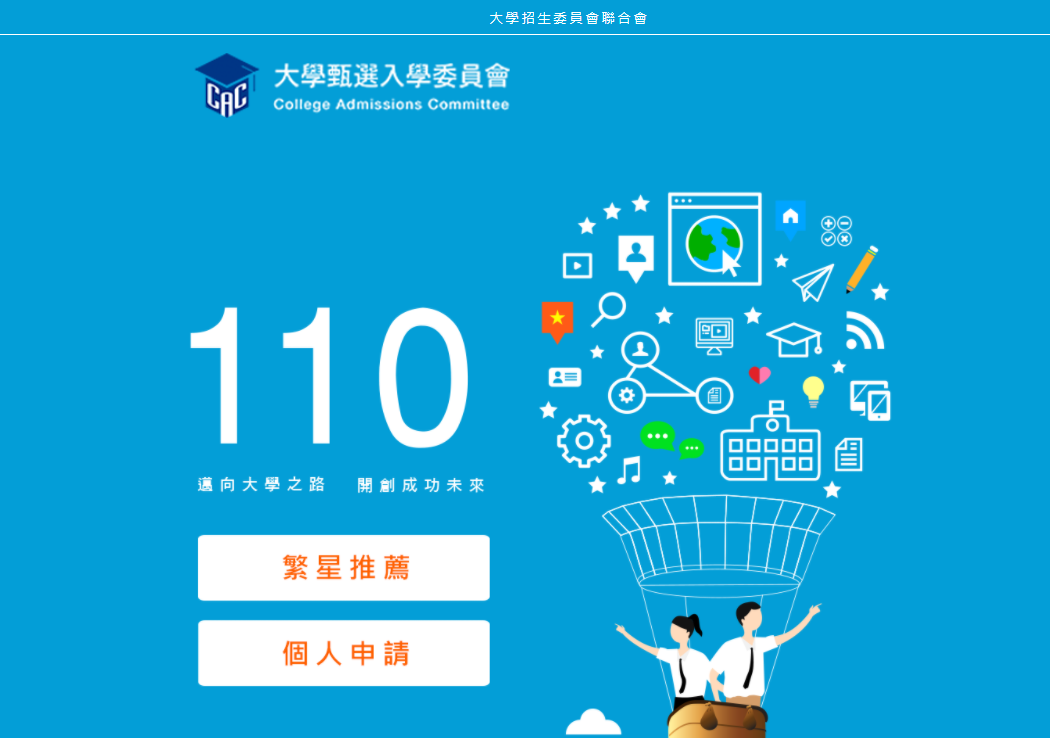 大學招生委員會聯合會
CAC
大學甄選入學委員會
College Admissions Committee
110
邁向大學之路 開創成功未來
繁星推薦
個人申請